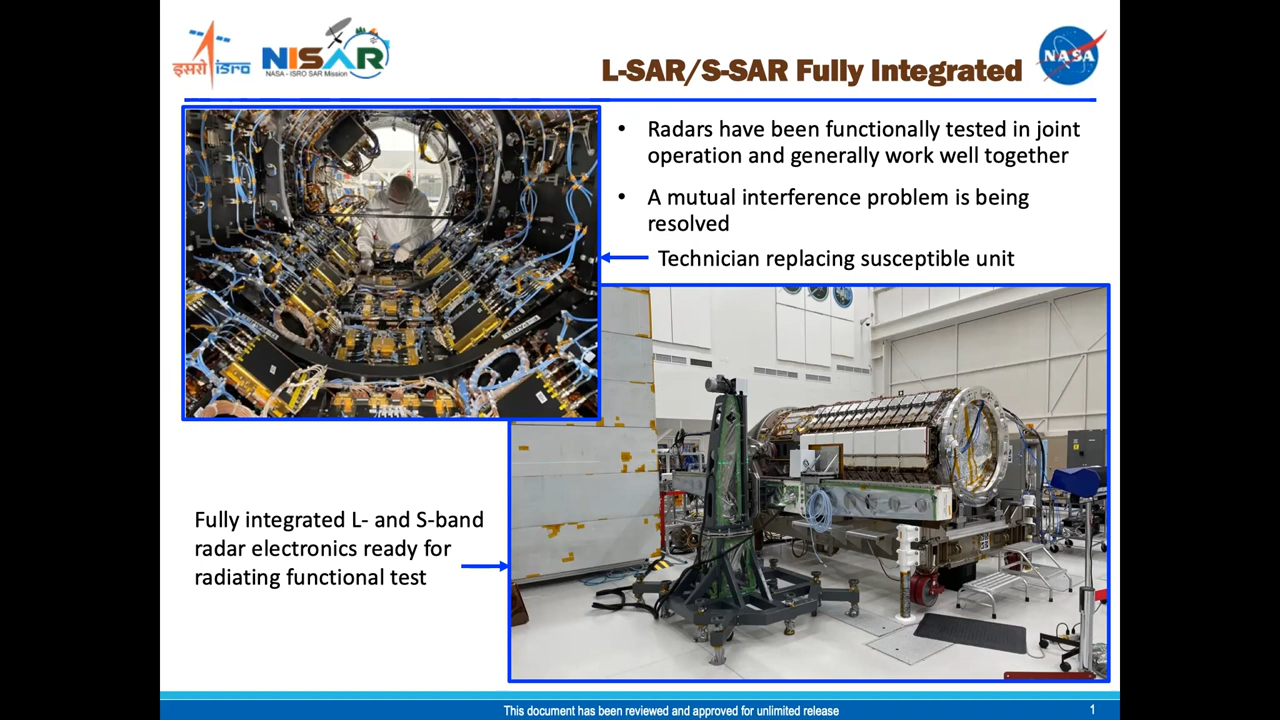 इसरो isro
NISAR
NASA - ISRO SAR Mission
L-SAR/S-SAR Fully Integrated
NASA
• Radars have been functionally tested in joint
operation and generally work well together
• A mutual interference problem is being
resolved
Technician replacing susceptible unit
Fully integrated L- and S-band
radar electronics ready for
radiating functional test
This document has been reviewed and approved for unlimited release
1